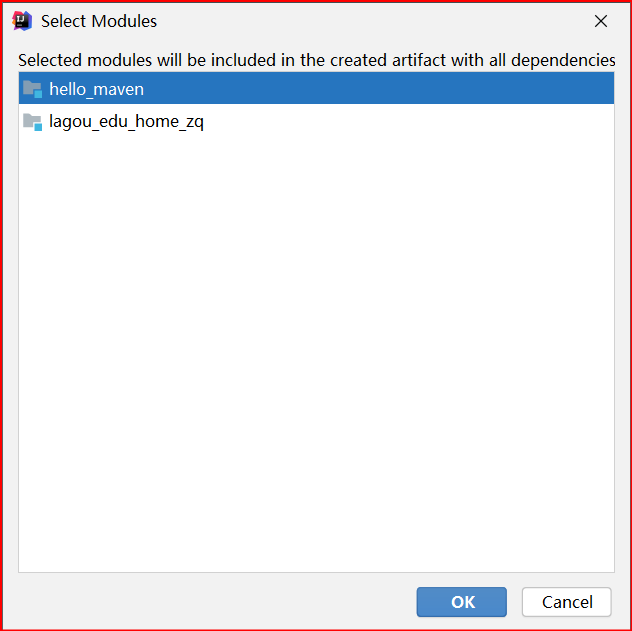 Select Modules
Selected modules will be included in the created artifact with all dependencies
hello_maven
lagou_edu_home_zq
OK
Cancel